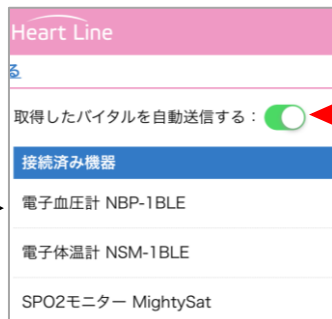 Heart Line
る
取得したバイタルを自動送信する：
接続済み機器
電子血圧計 NBP-1BLE
電子体温計 NSM-1BLE
SPO2モニター MightySat